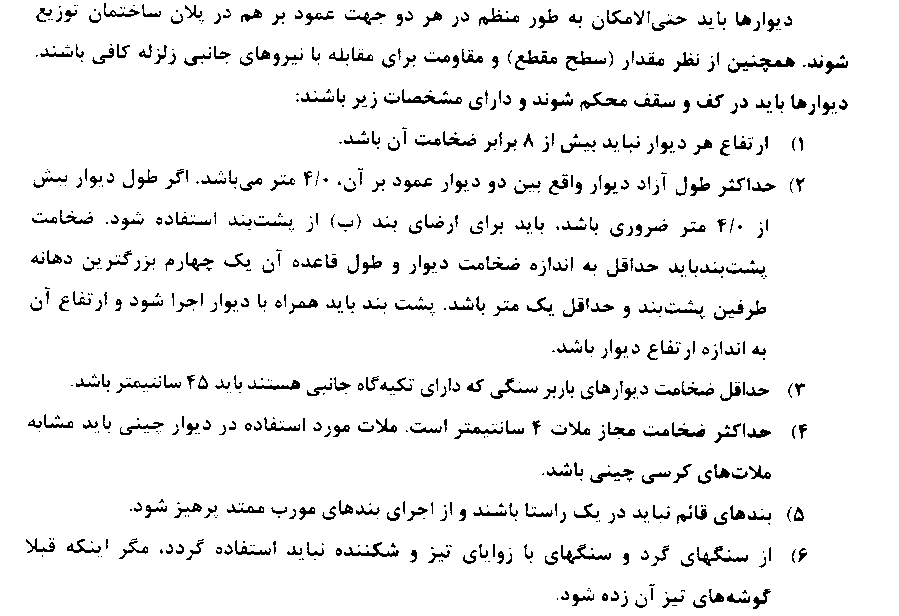 دیوارها باید حتی‌الامکان به طور منظم در هر دو جهت عمود بر هم در پلان ساختمان توزیع
شوند. همچنین از نظر مقدار (سطح مقطع) و مقاومت برای مقابله با نیروهای جانبی زلزله کافی باشند.
دیوارها باید در کف و سقف محکم شوند و دارای مشخصات زیر باشند:
۱) ارتفاع هر دیوار نباید بیش از ۸ برابر ضخامت آن باشد.
۲) حداکثر طول آزاد دیوار واقع بین دو دیوار عمود بر آن، ۴/۰ متر می‌باشد. اگر طول دیوار بیش
از ۴/۰ متر ضروری باشد، باید برای ارضای بند (ب) از پشت‌بند استفاده شود. ضخامت
پشت‌بندباید حداقل به اندازه ضخامت دیوار و طول قاعده آن یک چهارم بزرگترین دهانه
طرفین پشت‌بند و حداقل یک متر باشد. پشت بند باید همراه با دیوار اجرا شود و ارتفاع آن
به اندازه ارتفاع دیوار باشد.
۳) حداقل ضخامت دیوارهای باربر سنگی که دارای تکیه‌گاه جانبی هستند باید ۴۵ سانتیمتر باشد.
۴) حداکثر ضخامت مجاز ملات ۴ سانتیمتر است. ملات مورد استفاده در دیوار چینی باید مشابه
ملات‌های کرسی چینی باشد.
۵) بندهای قائم نباید در یک راستا باشند و از اجرای بندهای مورب ممتد پرهیز شود.
۶) از سنگهای گرد و سنگهای با زوایای تیز و شکننده نباید استفاده گردد، مگر اینکه قبلا
گوشه‌های تیز آن زده شود.